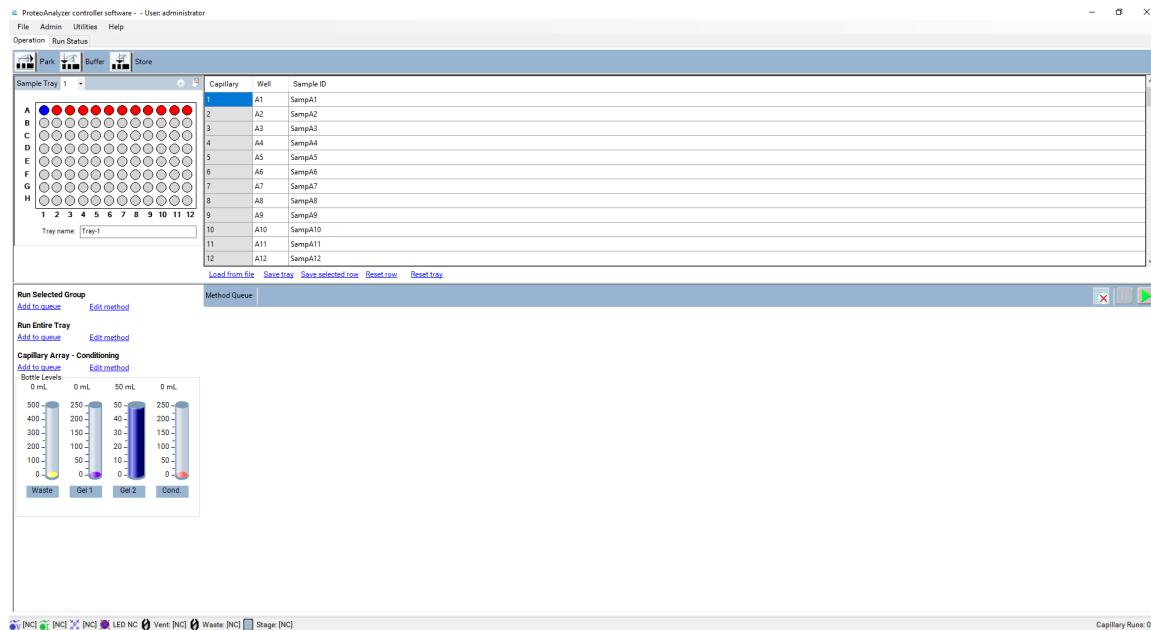 ProteoAnalyzer controller software - - User: administrator
File Admin Utilities Help
Operation Run Status
Park Buffer Store
Sample Tray 1
Capillary Well Sample ID
1 A1 SampA1
2 A2 SampA2
3 A3 SampA3
4 A4 SampA4
5 A5 SampA5
6 A6 SampA6
7 A7 SampA7
8 A8 SampA8
9 A9 SampA9
10 A10 SampA10
11 A11 SampA11
12 A12 SampA12
A
B
C
D
E
F
G
H
1 2 3 4 5 6 7 8 9 10 11 12
Tray name: Tray-1
Load from file Save tray Save selected row Reset row Reset tray
Run Selected Group
Add to queue Edit method
Run Entire Tray
Add to queue Edit method
Capillary Array - Conditioning
Add to queue Edit method
Method Queue
Bottle Levels
0 mL 0 mL 50 mL 0 mL
500 250 50 250
400 200 40 200
300 150 30 150
200 100 20 100
100 50 10 50
0 0 0 0
Waste Gel 1 Gel 2 Cond.
V [NC] [NC] [NC] LED NC Vent: [NC] Waste: [NC] Stage: [NC] Capillary Runs: 0